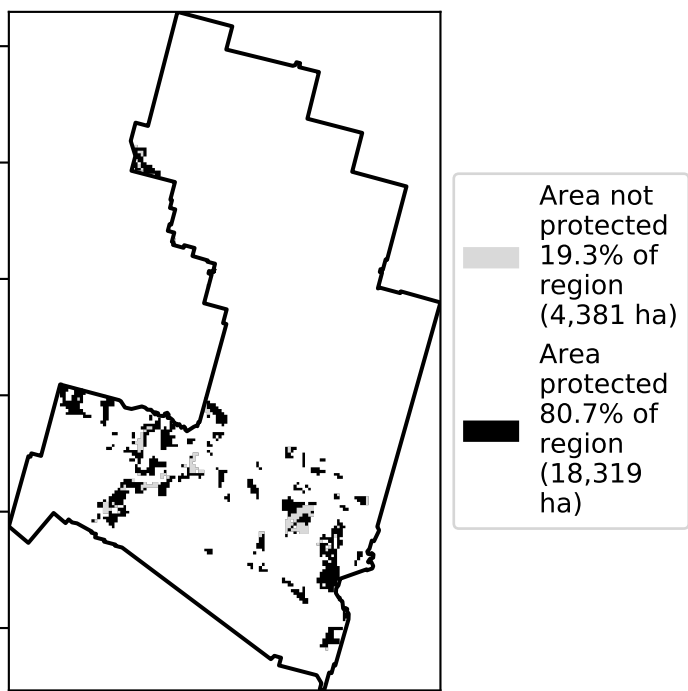 Area not
protected
19.3% of
region
(4,381 ha)
Area
protected
80.7% of
region
(18,319
ha)